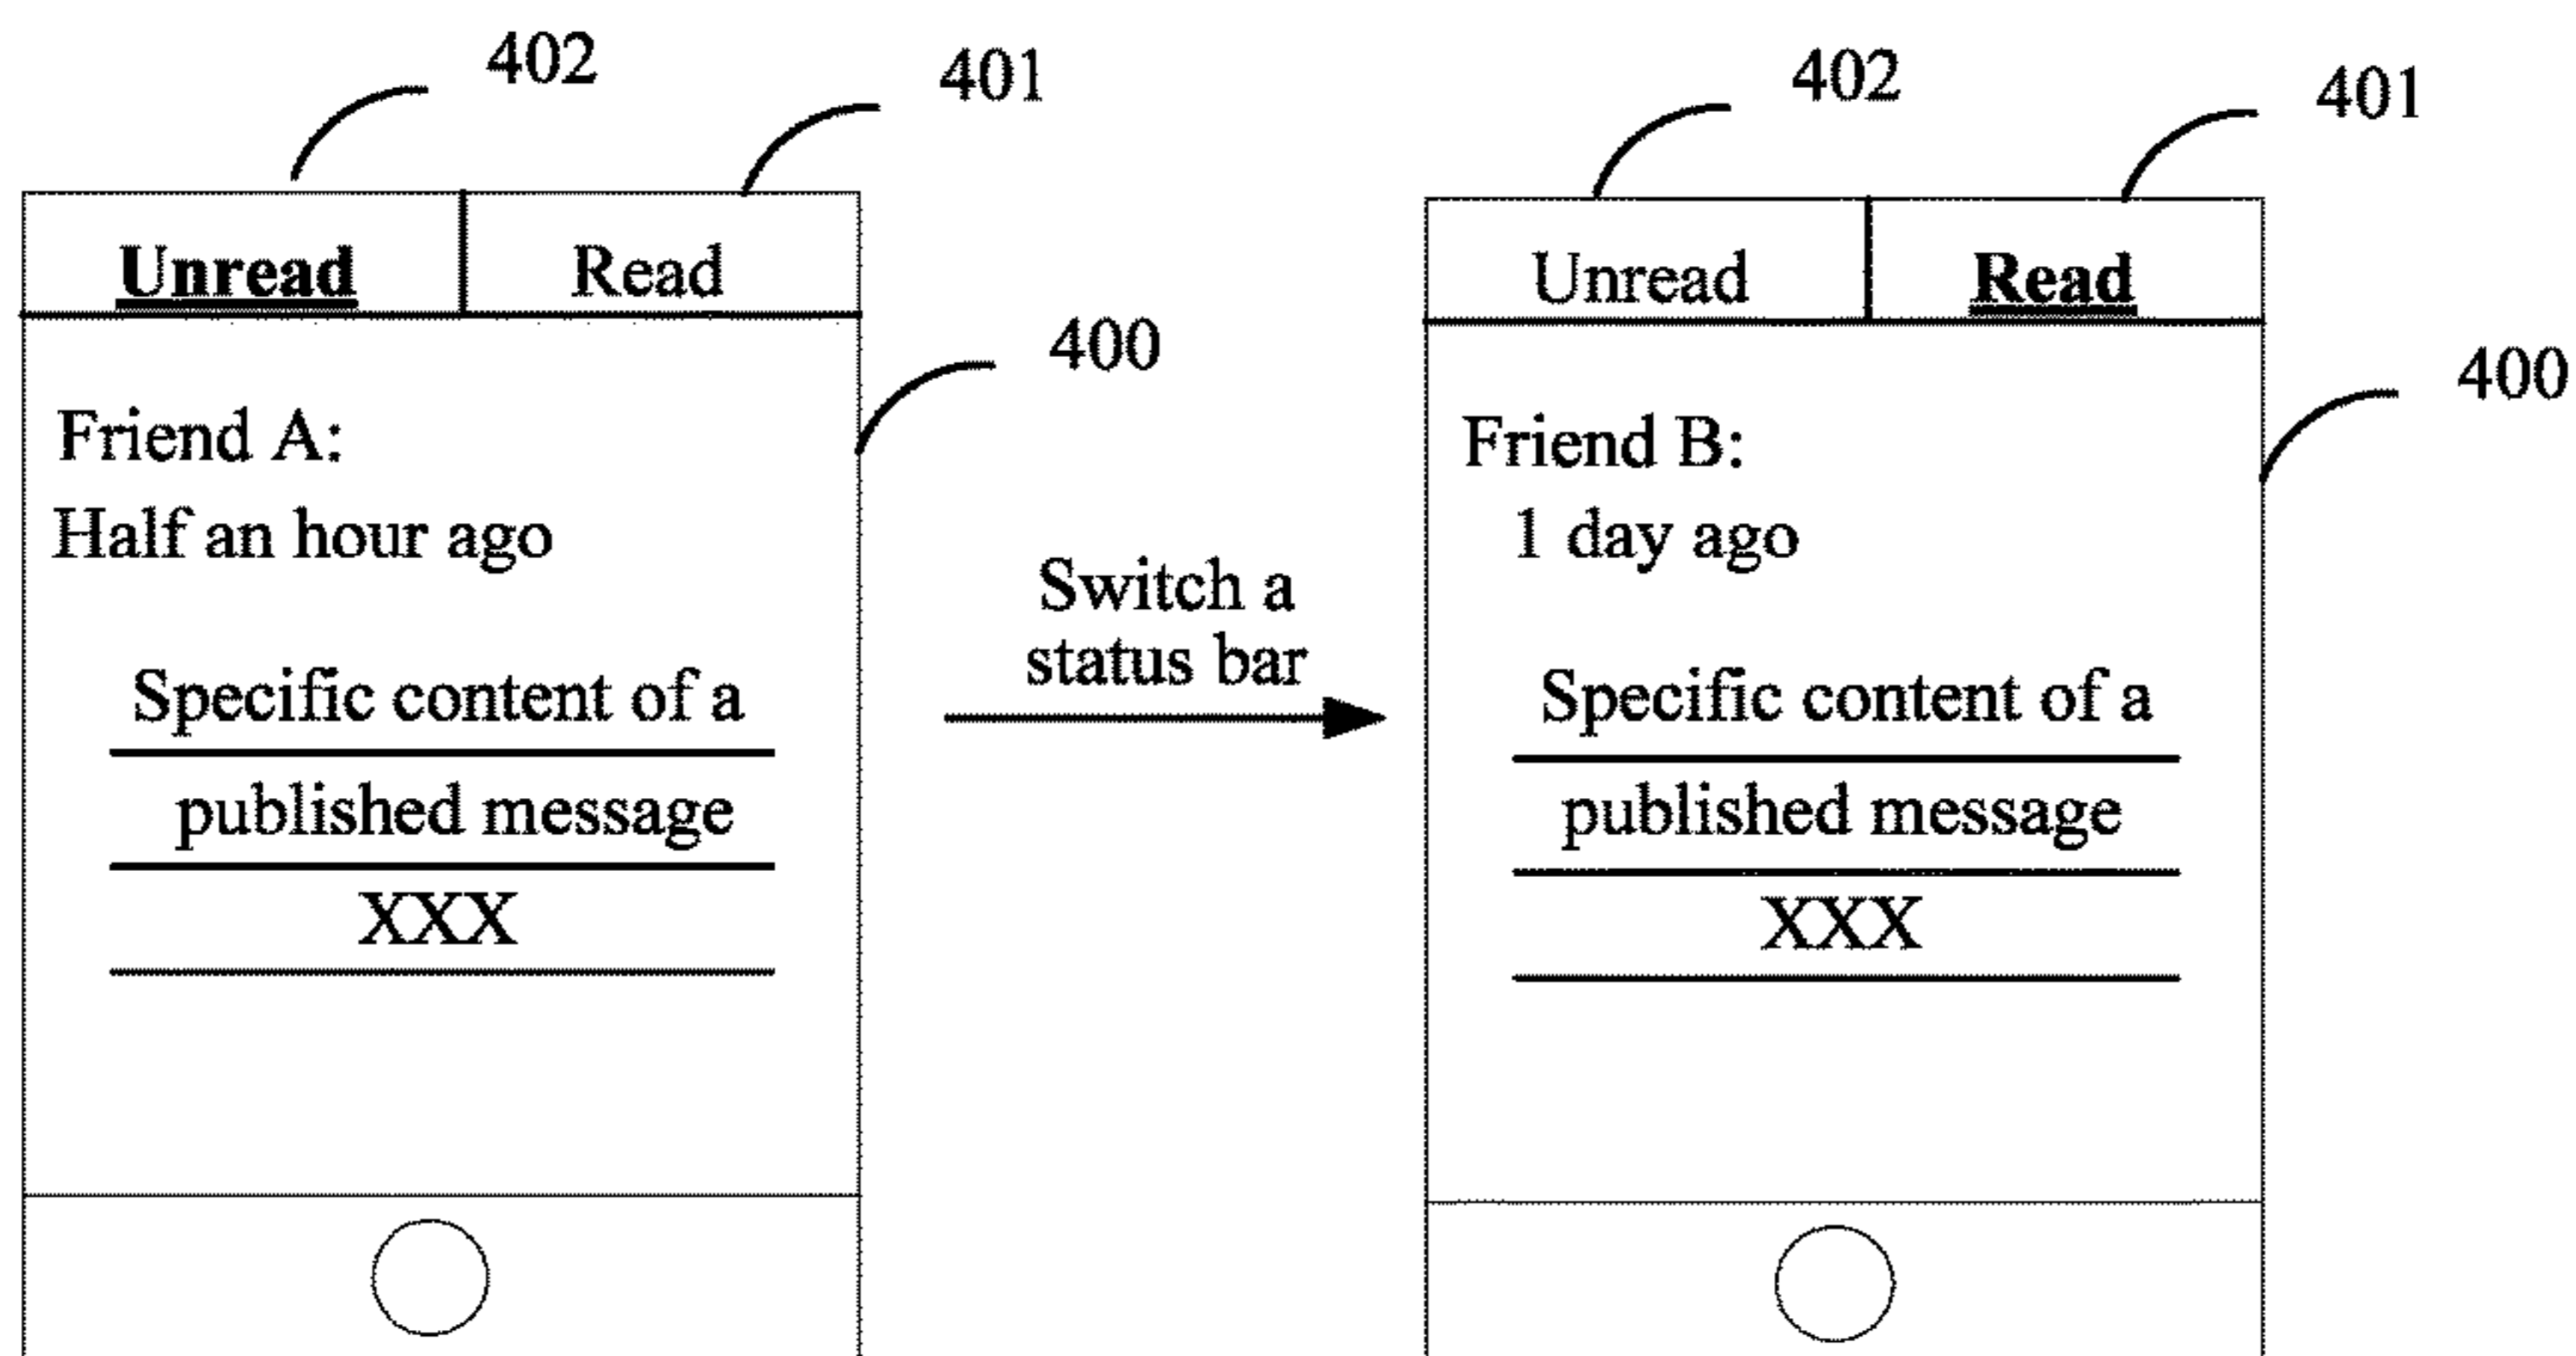 402
401
Unread
Read
400
Friend A:
Half an hour ago
Specific content of a
published message
XXX
Switch a
status bar
402
401
Unread
Read
400
Friend B:
1 day ago
Specific content of a
published message
XXX